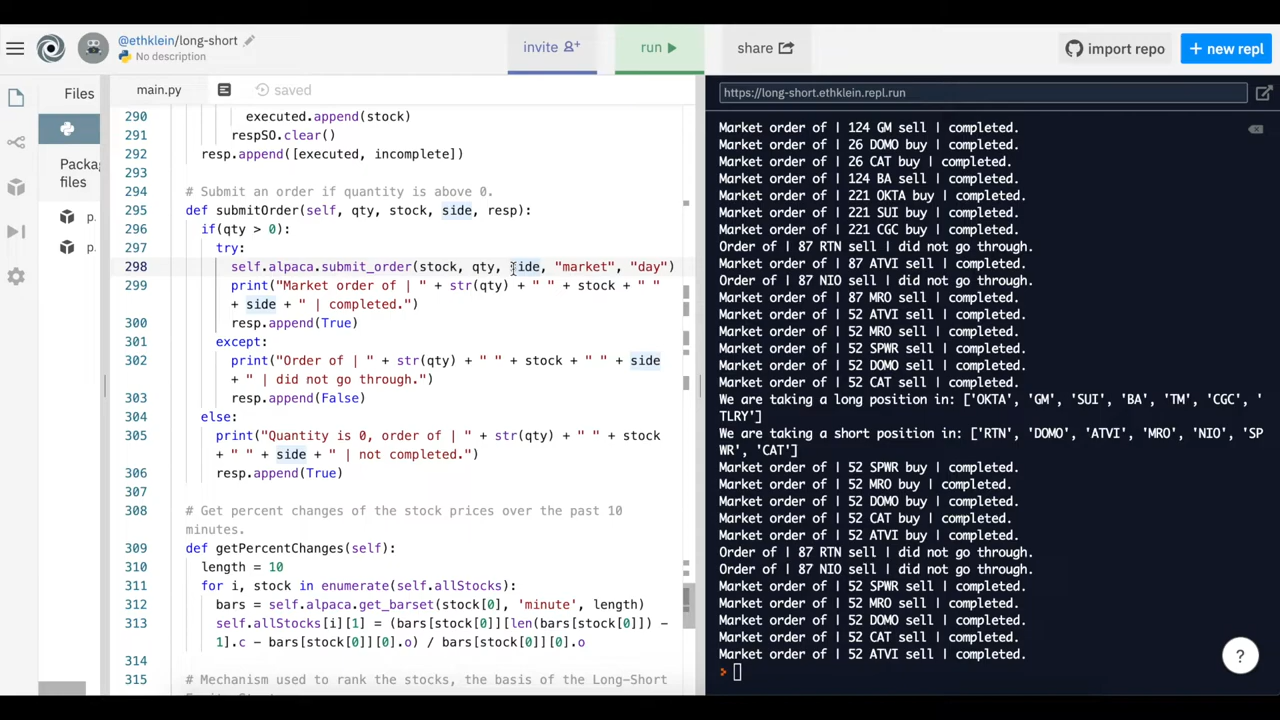 @ethklein/long-short
No description
invite
run
share
import repo
+ new repl
Files
main.py
saved
https://long-short.ethklein.repl.run
Packa
files
p.
p.
290 executed.append(stock)
291 respSO.clear()
292 resp.append([executed, incomplete])
293
294 # Submit an order if quantity is above 0.
295 def submitOrder(self, qty, stock, side, resp):
296 if(qty > 0):
297 try:
298 self.alpaca.submit_order(stock, qty, side, "market", "day")
299 print("Market order of | " + str(qty) + " " + stock + " "
+ side + " | completed.")
300 resp.append(True)
301 except:
302 print("Order of | " + str(qty) + " " + stock + " " + side
+ " | did not go through.")
303 resp.append(False)
304 else:
305 print("Quantity is 0, order of | " + str(qty) + " " + stock
+ " " + side + " | not completed.")
306 resp.append(True)
307
308 # Get percent changes of the stock prices over the past 10
minutes.
309 def getPercentChanges(self):
310 length = 10
311 for i, stock in enumerate(self.allStocks):
312 bars = self.alpaca.get_barset(stock[0], 'minute', length)
313 self.allStocks[i][1] = (bars[stock[0]][len(bars[stock[0]]) -
1].c - bars[stock[0]][0].o) / bars[stock[0]][0].o
314
315 # Mechanism used to rank the stocks, the basis of the Long-Short
Market order of | 124 GM sell | completed.
Market order of | 26 DOMO buy | completed.
Market order of | 26 CAT buy | completed.
Market order of | 124 BA sell | completed.
Market order of | 221 OKTA buy | completed.
Market order of | 221 SUI buy | completed.
Market order of | 221 CGC buy | completed.
Order of | 87 RTN sell | did not go through.
Market order of | 87 ATVI sell | completed.
Order of | 87 NIO sell | did not go through.
Market order of | 87 MRO sell | completed.
Market order of | 52 ATVI sell | completed.
Market order of | 52 MRO sell | completed.
Market order of | 52 SPWR sell | completed.
Market order of | 52 DOMO sell | completed.
Market order of | 52 CAT sell | completed.
We are taking a long position in: ['OKTA', 'GM', 'SUI', 'BA', 'TM', 'CGC', '
TLRY']
We are taking a short position in: ['RTN', 'DOMO', 'ATVI', 'MRO', 'NIO', 'SP
WR', 'CAT']
Market order of | 52 SPWR buy | completed.
Market order of | 52 MRO buy | completed.
Market order of | 52 DOMO buy | completed.
Market order of | 52 CAT buy | completed.
Market order of | 52 ATVI buy | completed.
Order of | 87 RTN sell | did not go through.
Order of | 87 NIO sell | did not go through.
Market order of | 52 SPWR sell | completed.
Market order of | 52 MRO sell | completed.
Market order of | 52 DOMO sell | completed.
Market order of | 52 CAT sell | completed.
Market order of | 52 ATVI sell | completed.
>
?